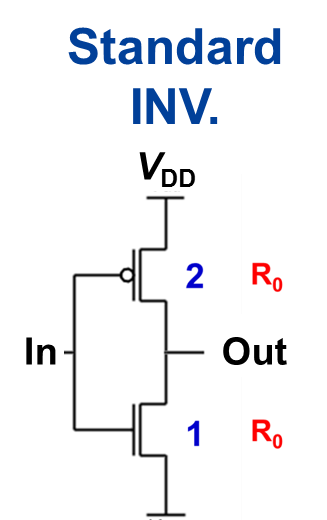 Standard
INV.
VDD
2 R0
In Out
1 R0